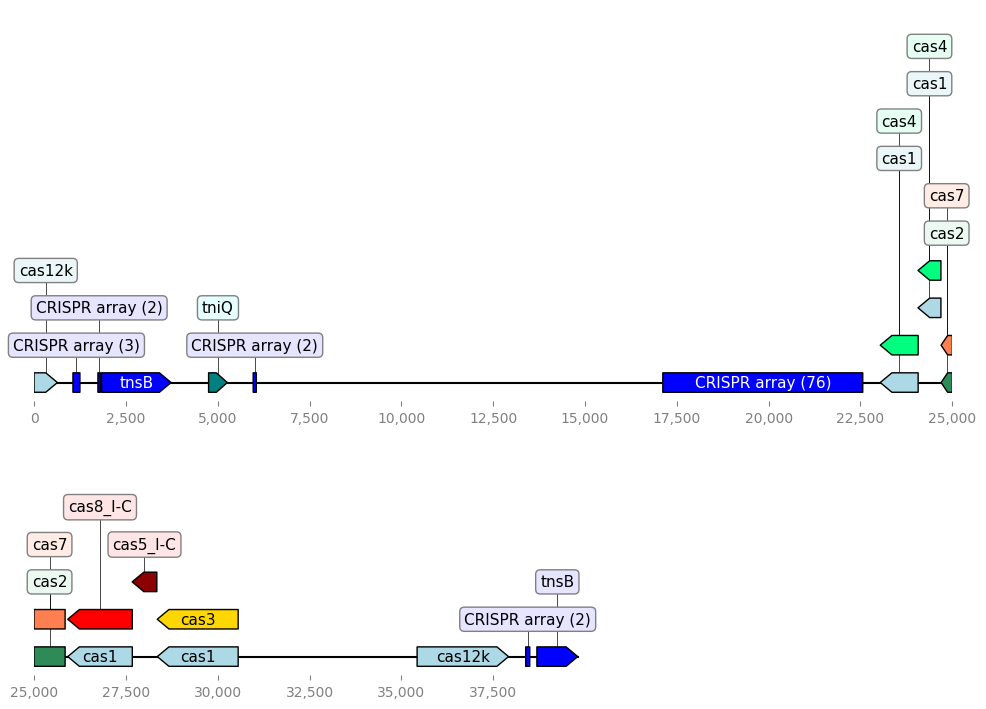 cas4
cas1
cas4
cas1
cas7
cas2
cas12k
CRISPR array (2)
tniQ
CRISPR array (3)
CRISPR array (2)
tnsB
CRISPR array (76)
0
2,500
5,000
7,500
10,000
12,500
15,000
17,500
20,000
22,500
25,000
cas8_I-C
cas7
cas5_I-C
cas2
tnsB
cas3
CRISPR array (2)
cas1
cas1
cas12k
25,000
27,500
30,000
32,500
35,000
37,500